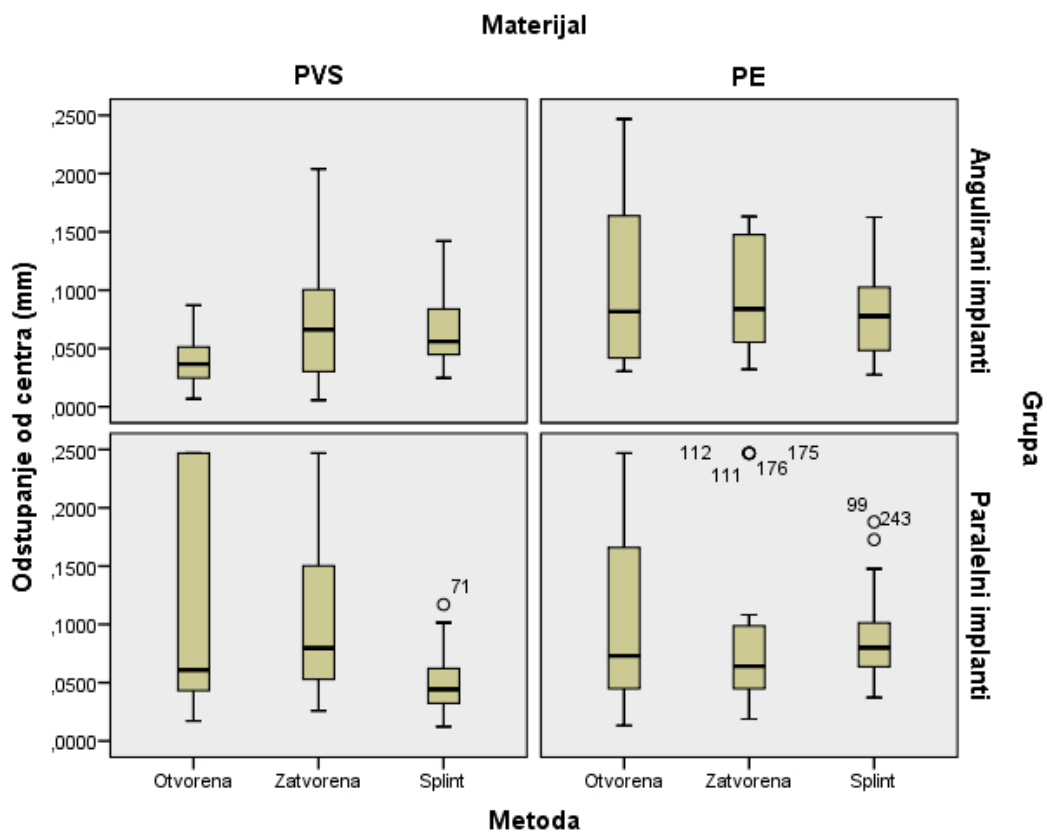 Materijal
PVS
PE
Odstupanje od centra (mm)
,2500
,2000
,1500
,1000
,0500
,0000
Angulirani implanti
Grupa
,2500
,2000
,1500
,1000
,0500
,0000
71
112
111
176
175
99
243
Paralelni implanti
Otvorena
Zatvorena
Splint
Otvorena
Zatvorena
Splint
Metoda